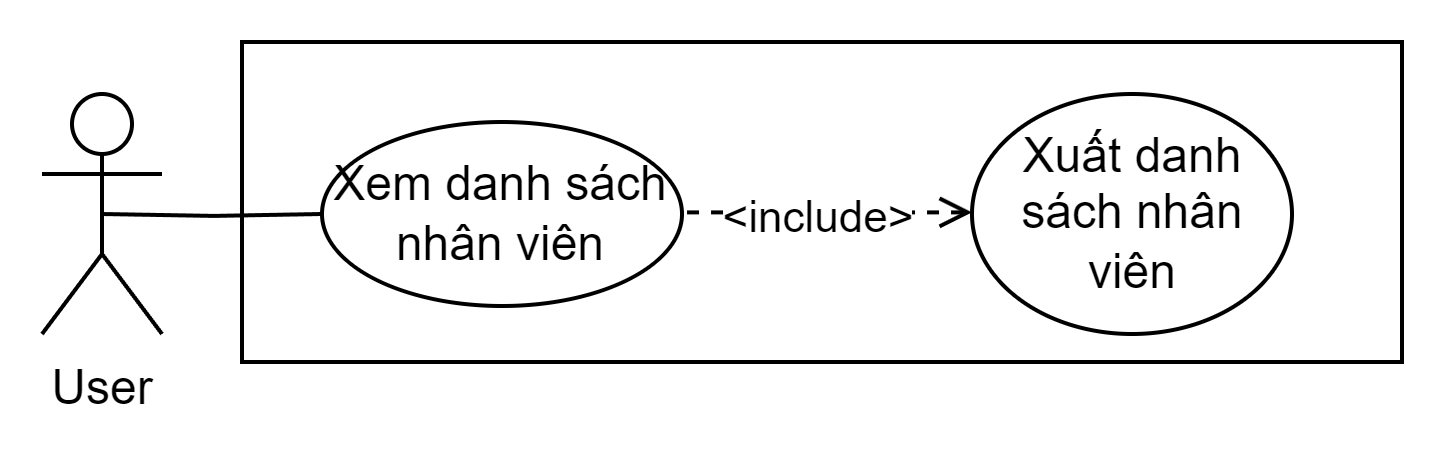 Xem danh sách
nhân viên
<include>
Xuất danh
sách nhân
viên
User